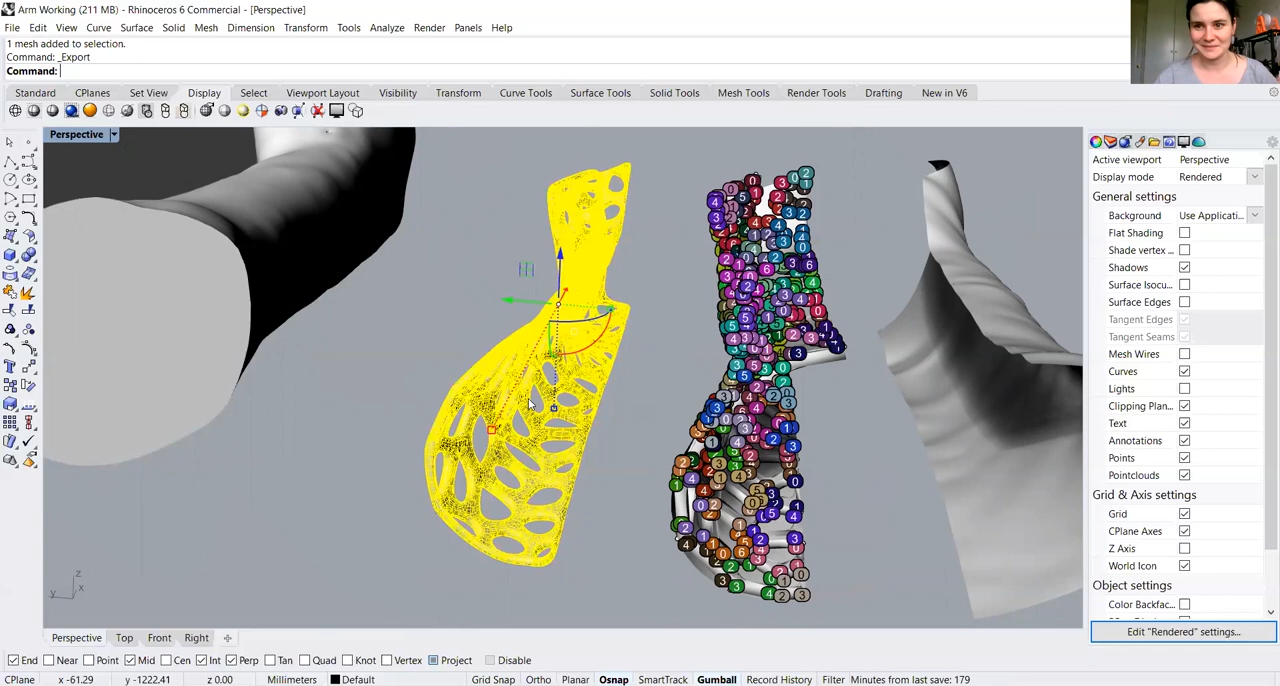 Arm Working (211 MB) - Rhinoceros 6 Commercial - [Perspective]
File Edit View Curve Surface Solid Mesh Dimension Transform Tools Analyze Render Panels Help
1 mesh added to selection.
Command: _Export
Command:
Standard CPlanes Set View Display Select Viewport Layout Visibility Transform Curve Tools Surface Tools Solid Tools Mesh Tools Render Tools Drafting New in V6
Perspective
Active viewport Perspective
Display mode Rendered
General settings
Background Use Applicati...
Flat Shading
Shade vertex ...
Shadows
Surface Isocu...
Surface Edges
Tangent Edges
Tangent Seams
Mesh Wires
Curves
Lights
Clipping Plan...
Text
Annotations
Points
Pointclouds
Grid & Axis settings
Grid
CPlane Axes
Z Axis
World Icon
Object settings
Color Backfac...
Edit "Rendered" settings...
z
y x
Perspective Top Front Right
End Near Point Mid Cen Int Perp Tan Quad Knot Vertex Project Disable
CPlane x -61.29 y -1222.41 z 0.00 Millimeters Default Grid Snap Ortho Planar Osnap SmartTrack Gumball Record History Filter Minutes from last save: 179